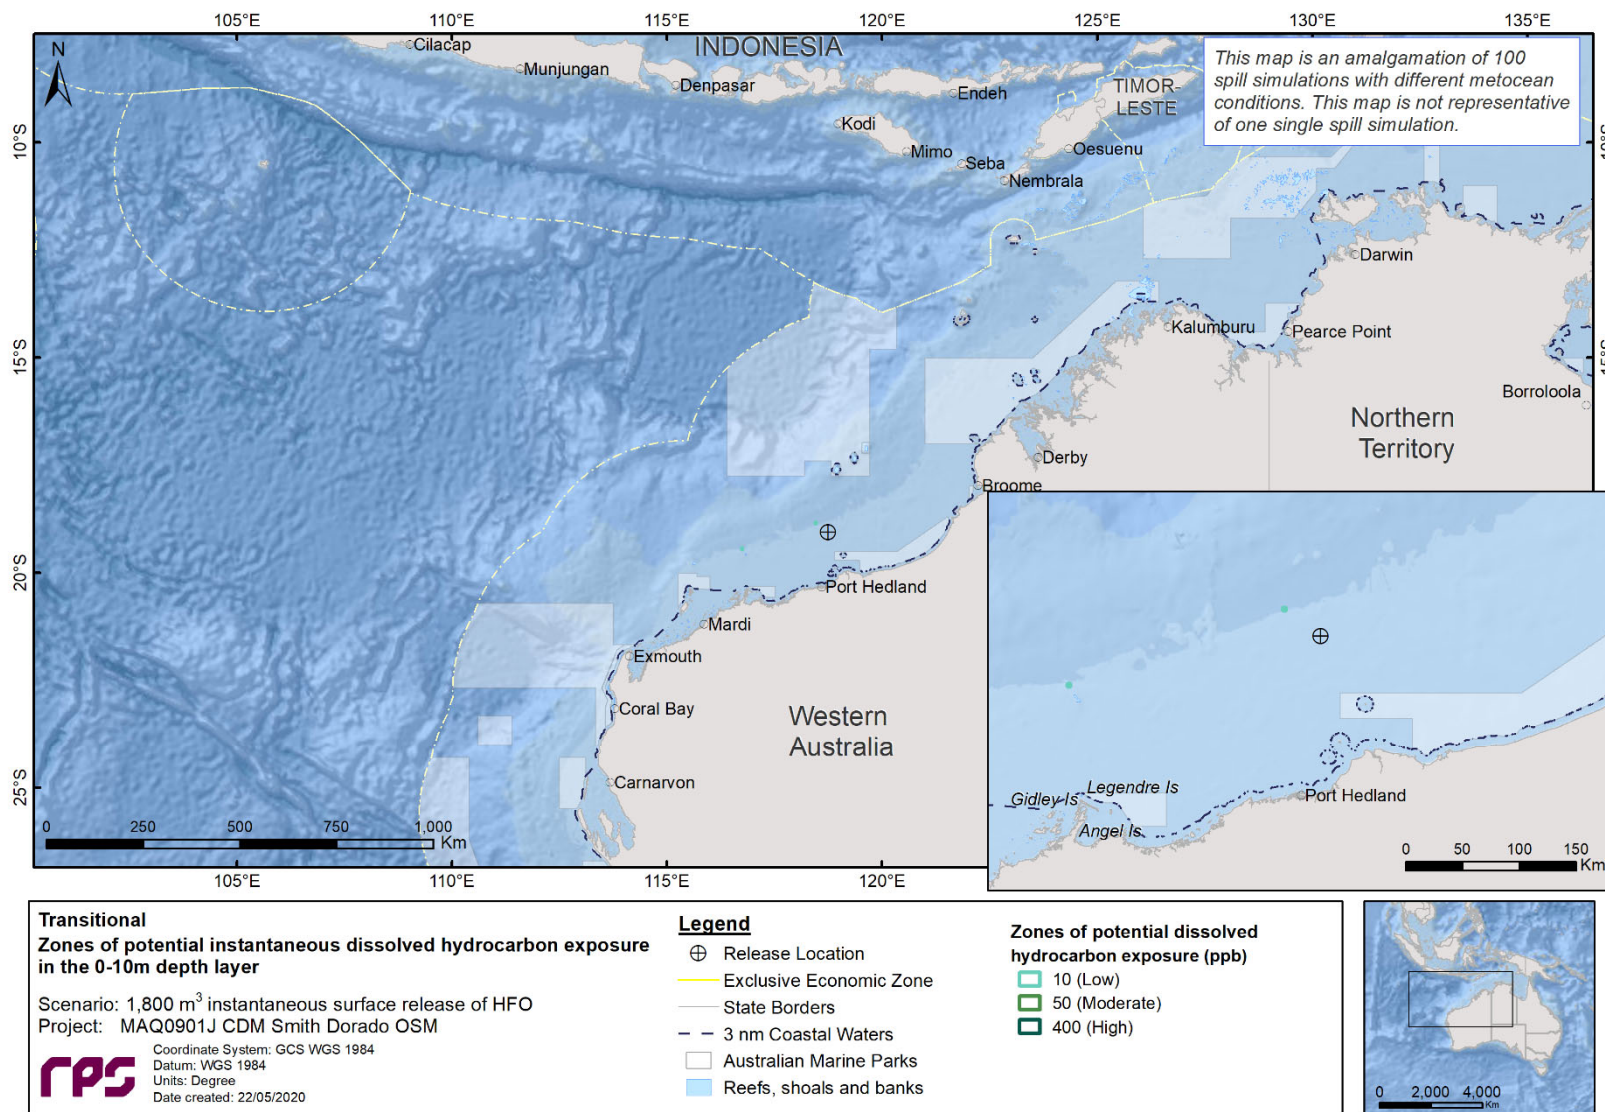 105°E
110°E
115°E
120°E
125°E
130°E
135°E
N
Cilacap
INDONESIA
Munjungan
Denpasar
Endeh
TIMOR-
LESTE
This map is an amalgamation of 100
spill simulations with different metocean
conditions. This map is not representative
of one single spill simulation.
10°S
10°S
Kodi
Mimo
Seba
Oesuenu
Nembrala
Darwin
Kalumburu
Pearce Point
15°S
15°S
Borroloola
Northern
Territory
Derby
Broome
20°S
Port Hedland
Mardi
Exmouth
Coral Bay
Western
Australia
Carnarvon
25°S
0
250
500
750
1,000
Km
Gidley Is
Legendre Is
Angel Is
Port Hedland
0
50
100
150
Km
105°E
110°E
115°E
120°E
Transitional
Zones of potential instantaneous dissolved hydrocarbon exposure
in the 0-10m depth layer
Scenario: 1,800 m³ instantaneous surface release of HFO
Project: MAQ0901J CDM Smith Dorado OSM
rps
Coordinate System: GCS WGS 1984
Datum: WGS 1984
Units: Degree
Date created: 22/05/2020
Legend
Release Location
Exclusive Economic Zone
State Borders
3 nm Coastal Waters
Australian Marine Parks
Reefs, shoals and banks
Zones of potential dissolved
hydrocarbon exposure (ppb)
10 (Low)
50 (Moderate)
400 (High)
0
2,000
4,000
Km